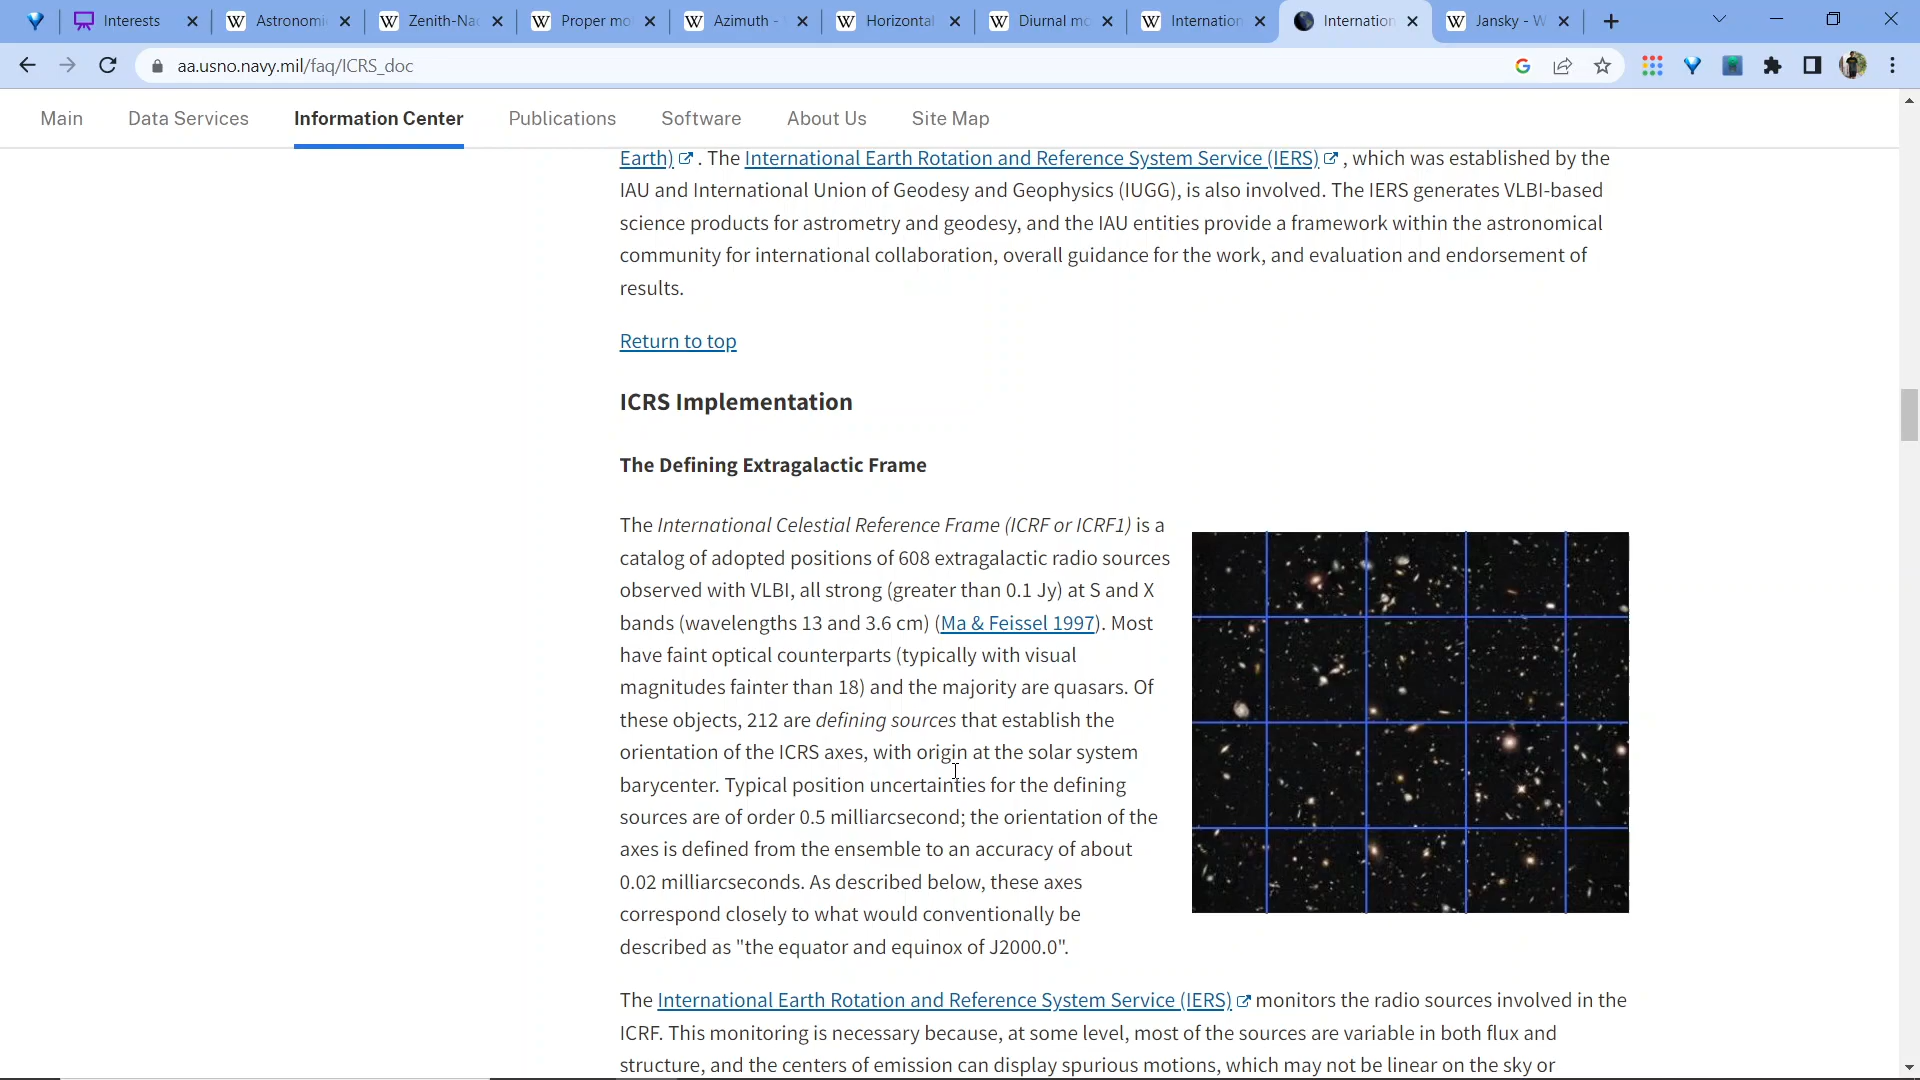 Interests
Astronomi
Zenith-Na
Proper mo
Azimuth -
Horizontal
Diurnal mo
Internation
Internation
Jansky - W
aa.usno.navy.mil/faq/ICRS_doc
Main Data Services Information Center Publications Software About Us Site Map
Earth) . The International Earth Rotation and Reference System Service (IERS) , which was established by the
IAU and International Union of Geodesy and Geophysics (IUGG), is also involved. The IERS generates VLBI-based
science products for astrometry and geodesy, and the IAU entities provide a framework within the astronomical
community for international collaboration, overall guidance for the work, and evaluation and endorsement of
results.
Return to top
ICRS Implementation
The Defining Extragalactic Frame
The International Celestial Reference Frame (ICRF or ICRF1) is a
catalog of adopted positions of 608 extragalactic radio sources
observed with VLBI, all strong (greater than 0.1 Jy) at S and X
bands (wavelengths 13 and 3.6 cm) (Ma & Feissel 1997). Most
have faint optical counterparts (typically with visual
magnitudes fainter than 18) and the majority are quasars. Of
these objects, 212 are defining sources that establish the
orientation of the ICRS axes, with origin at the solar system
barycenter. Typical position uncertainties for the defining
sources are of order 0.5 milliarcsecond; the orientation of the
axes is defined from the ensemble to an accuracy of about
0.02 milliarcseconds. As described below, these axes
correspond closely to what would conventionally be
described as "the equator and equinox of J2000.0".
The International Earth Rotation and Reference System Service (IERS) monitors the radio sources involved in the
ICRF. This monitoring is necessary because, at some level, most of the sources are variable in both flux and
structure, and the centers of emission can display spurious motions, which may not be linear on the sky or